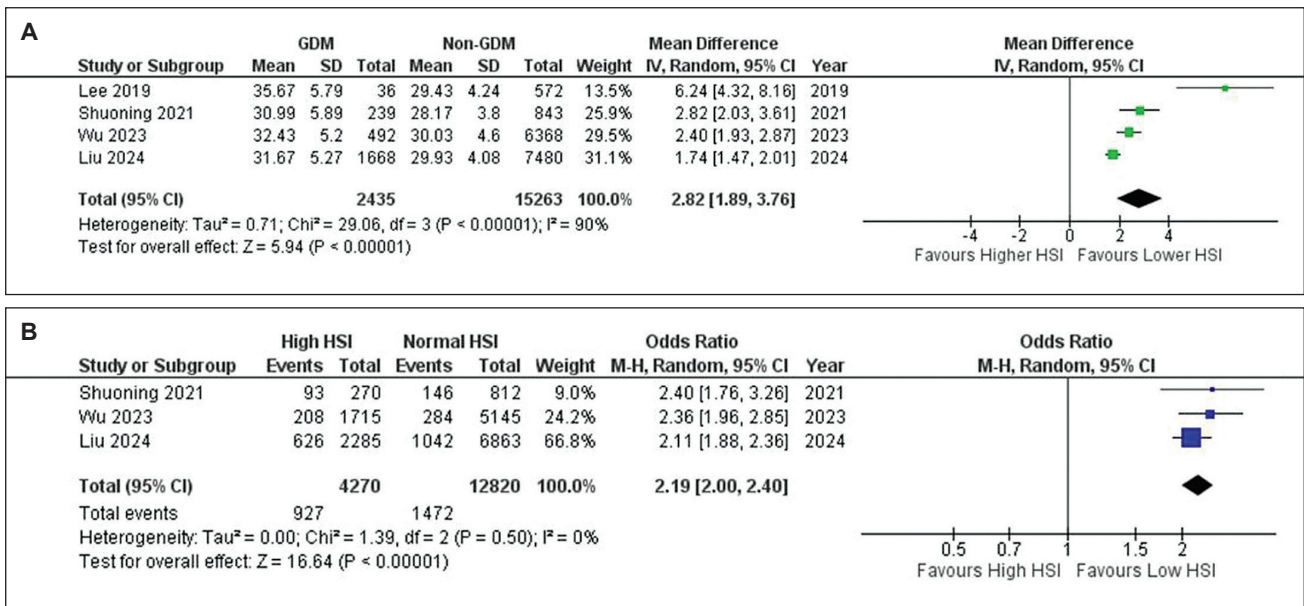 A
GDM Non-GDM Mean Difference Mean Difference
Study or Subgroup Mean SD Total Mean SD Total Weight IV, Random, 95% CI Year IV, Random, 95% CI
Lee 2019 35.67 5.79 36 29.43 4.24 572 13.5% 6.24 [4.32, 8.16] 2019
Shuoning 2021 30.99 5.89 239 28.17 3.8 843 25.9% 2.82 [2.03, 3.61] 2021
Wu 2023 32.43 5.2 492 30.03 4.6 6368 29.5% 2.40 [1.93, 2.87] 2023
Liu 2024 31.67 5.27 1668 29.93 4.08 7480 31.1% 1.74 [1.47, 2.01] 2024
Total (95% CI) 2435 15263 100.0% 2.82 [1.89, 3.76]
Heterogeneity: Tau² = 0.71; Chi² = 29.06, df = 3 (P < 0.00001); I² = 90%
Test for overall effect: Z = 5.94 (P < 0.00001)
-4 -2 0 2 4
Favours Higher HSI Favours Lower HSI
B
High HSI Normal HSI Odds Ratio Odds Ratio
Study or Subgroup Events Total Events Total Weight M-H, Random, 95% CI Year M-H, Random, 95% CI
Shuoning 2021 93 270 146 812 9.0% 2.40 [1.76, 3.26] 2021
Wu 2023 208 1715 284 5145 24.2% 2.36 [1.96, 2.85] 2023
Liu 2024 626 2285 1042 6863 66.8% 2.11 [1.88, 2.36] 2024
Total (95% CI) 4270 12820 100.0% 2.19 [2.00, 2.40]
Total events 927 1472
Heterogeneity: Tau² = 0.00; Chi² = 1.39, df = 2 (P = 0.50); I² = 0%
Test for overall effect: Z = 16.64 (P < 0.00001)
0.5 0.7 1 1.5 2
Favours High HSI Favours Low HSI